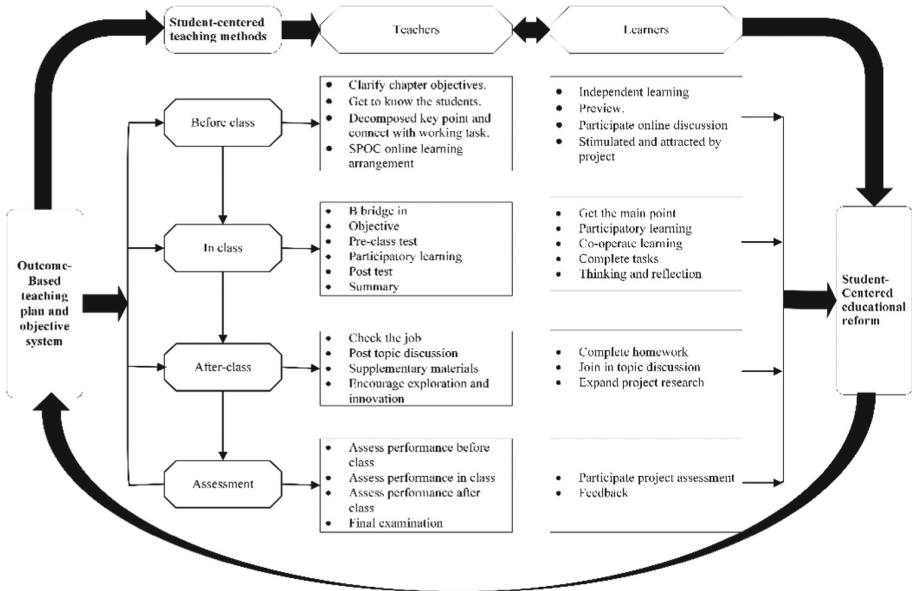 Student-centered
teaching methods
Teachers
Learners
Before class
• Clarify chapter objectives.
• Get to know the students.
• Decomposed key point and
connect with working task.
• SPOC online learning
arrangement
• Independent learning
• Preview.
• Participate online discussion
• Stimulated and attracted by
project
In class
• B bridge in
• Objective
• Pre-class test
• Participatory learning
• Post test
• Summary
• Get the main point
• Participatory learning
• Co-operate learning
• Complete tasks
• Thinking and reflection
Outcome-
Based
teaching
plan and
objective
system
Student-
Centered
educational
reform
After-class
• Check the job
• Post topic discussion
• Supplementary materials
• Encourage exploration and
innovation
• Complete homework
• Join in topic discussion
• Expand project research
Assessment
• Assess performance before
class
• Assess performance in class
• Assess performance after
class
• Final examination
• Participate project assessment
• Feedback